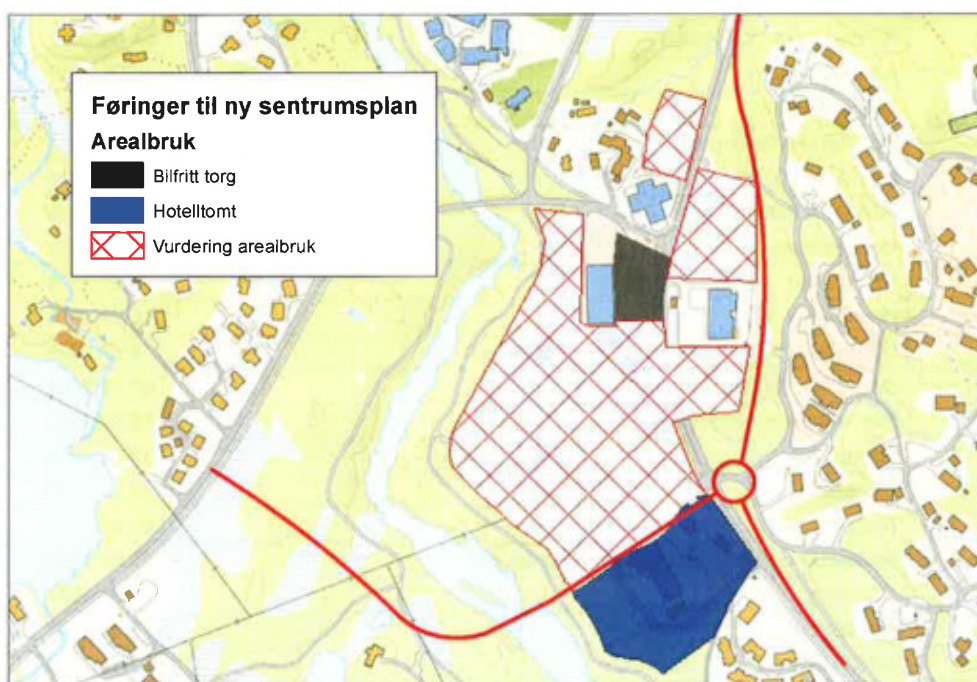 Føringer til ny sentrumsplan
Arealbruk
Bilfritt torg
Hotelltomt
Vurdering arealbruk